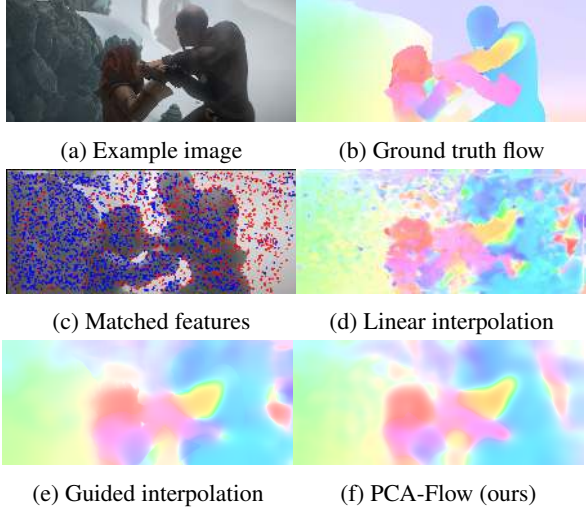 (a) Example image
(b) Ground truth flow
(c) Matched features
(d) Linear interpolation
(e) Guided interpolation
(f) PCA-Flow (ours)